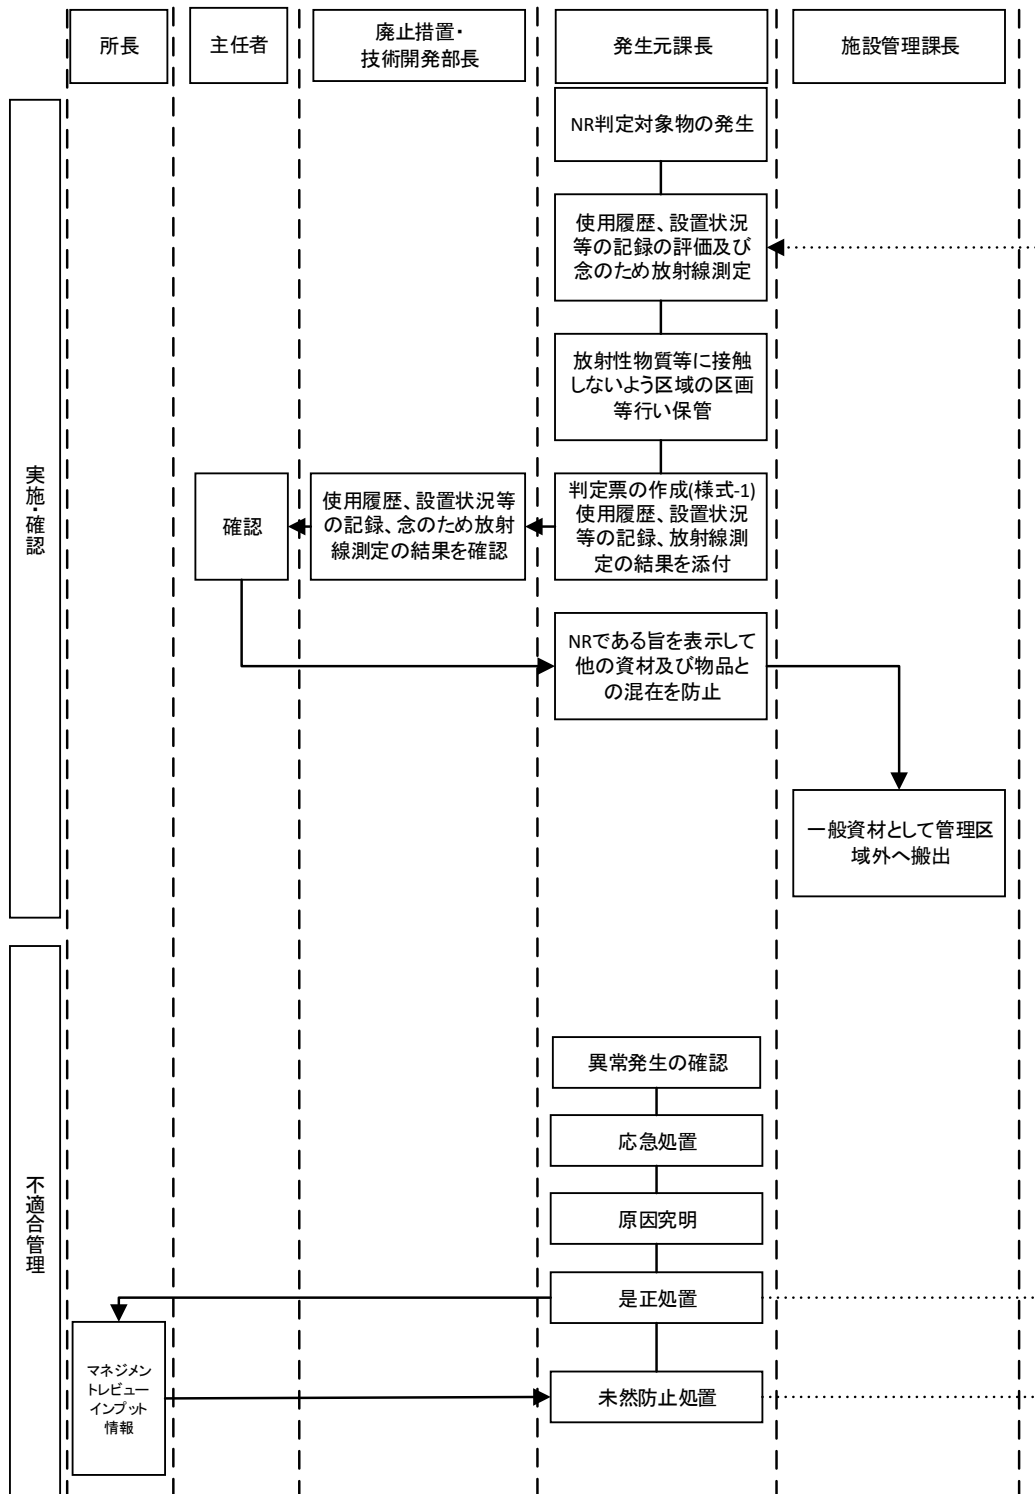 所長
主任者
廃止措置・
技術開発部長
発生元課長
施設管理課長
実施・確認
NR判定対象物の発生
使用履歴、設置状況
等の記録の評価及び
念のため放射線測定
放射性物質等に接触
しないよう区域の区画
等行い保管
判定票の作成(様式-1)
使用履歴、設置状況
等の記録、放射線測
定の結果を添付
使用履歴、設置状況等
の記録、念のため放射
線測定の結果を確認
確認
NRである旨を表示して
他の資材及び物品と
の混在を防止
一般資材として管理区
域外へ搬出
不適合管理
異常発生の確認
応急処置
原因究明
是正処置
マネジメン
トレビュー
インプット
情報
未然防止処置